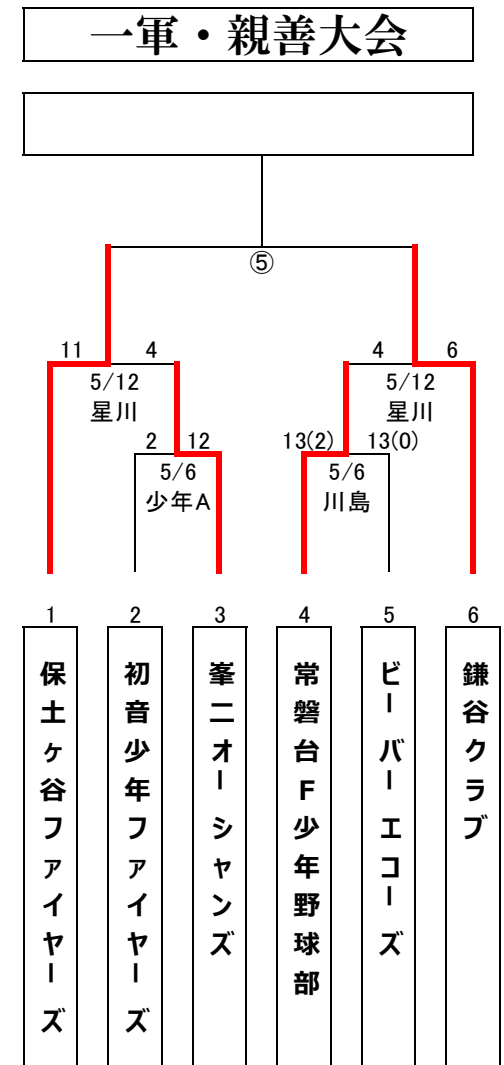 一軍・親善大会
⑤
11 4 4 6
5/12 5/12
星川 星川
2 12 13(2) 13(0)
5/6 5/6
少年A 川島
1 2 3 4 5 6
保土ヶ谷ファイヤーズ
初音少年ファイヤーズ
峯二オーシャンズ
常磐台F少年野球部
ビーバーエコーズ
鎌谷クラブ